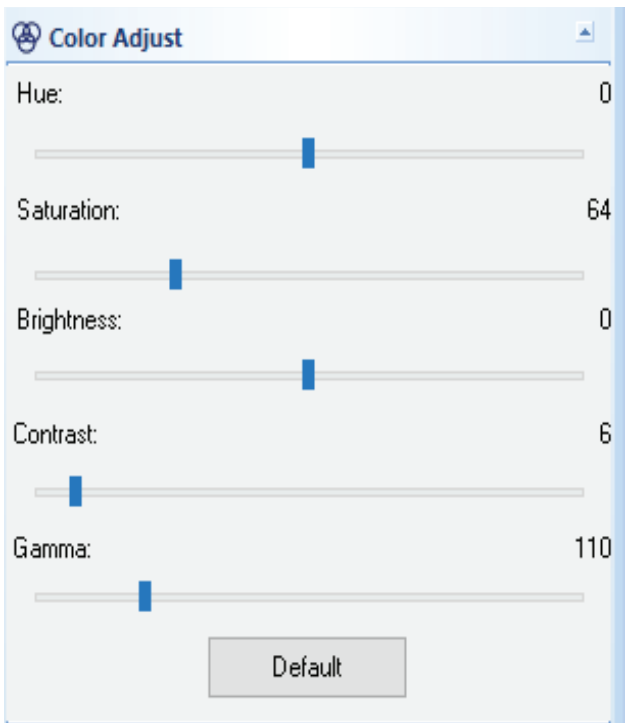 Color Adjust
Hue: 0
Saturation: 64
Brightness: 0
Contrast: 6
Gamma: 110
Default